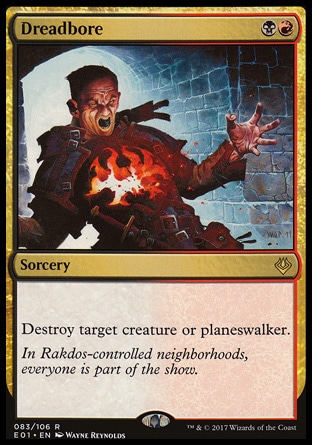 Dreadbore
Sorcery
Destroy target creature or planeswalker.
In Rakdos-controlled neighborhoods,
everyone is part of the show.
083/106 R
E01 • EN Wayne Reynolds
™ & © 2017 Wizards of the Coast